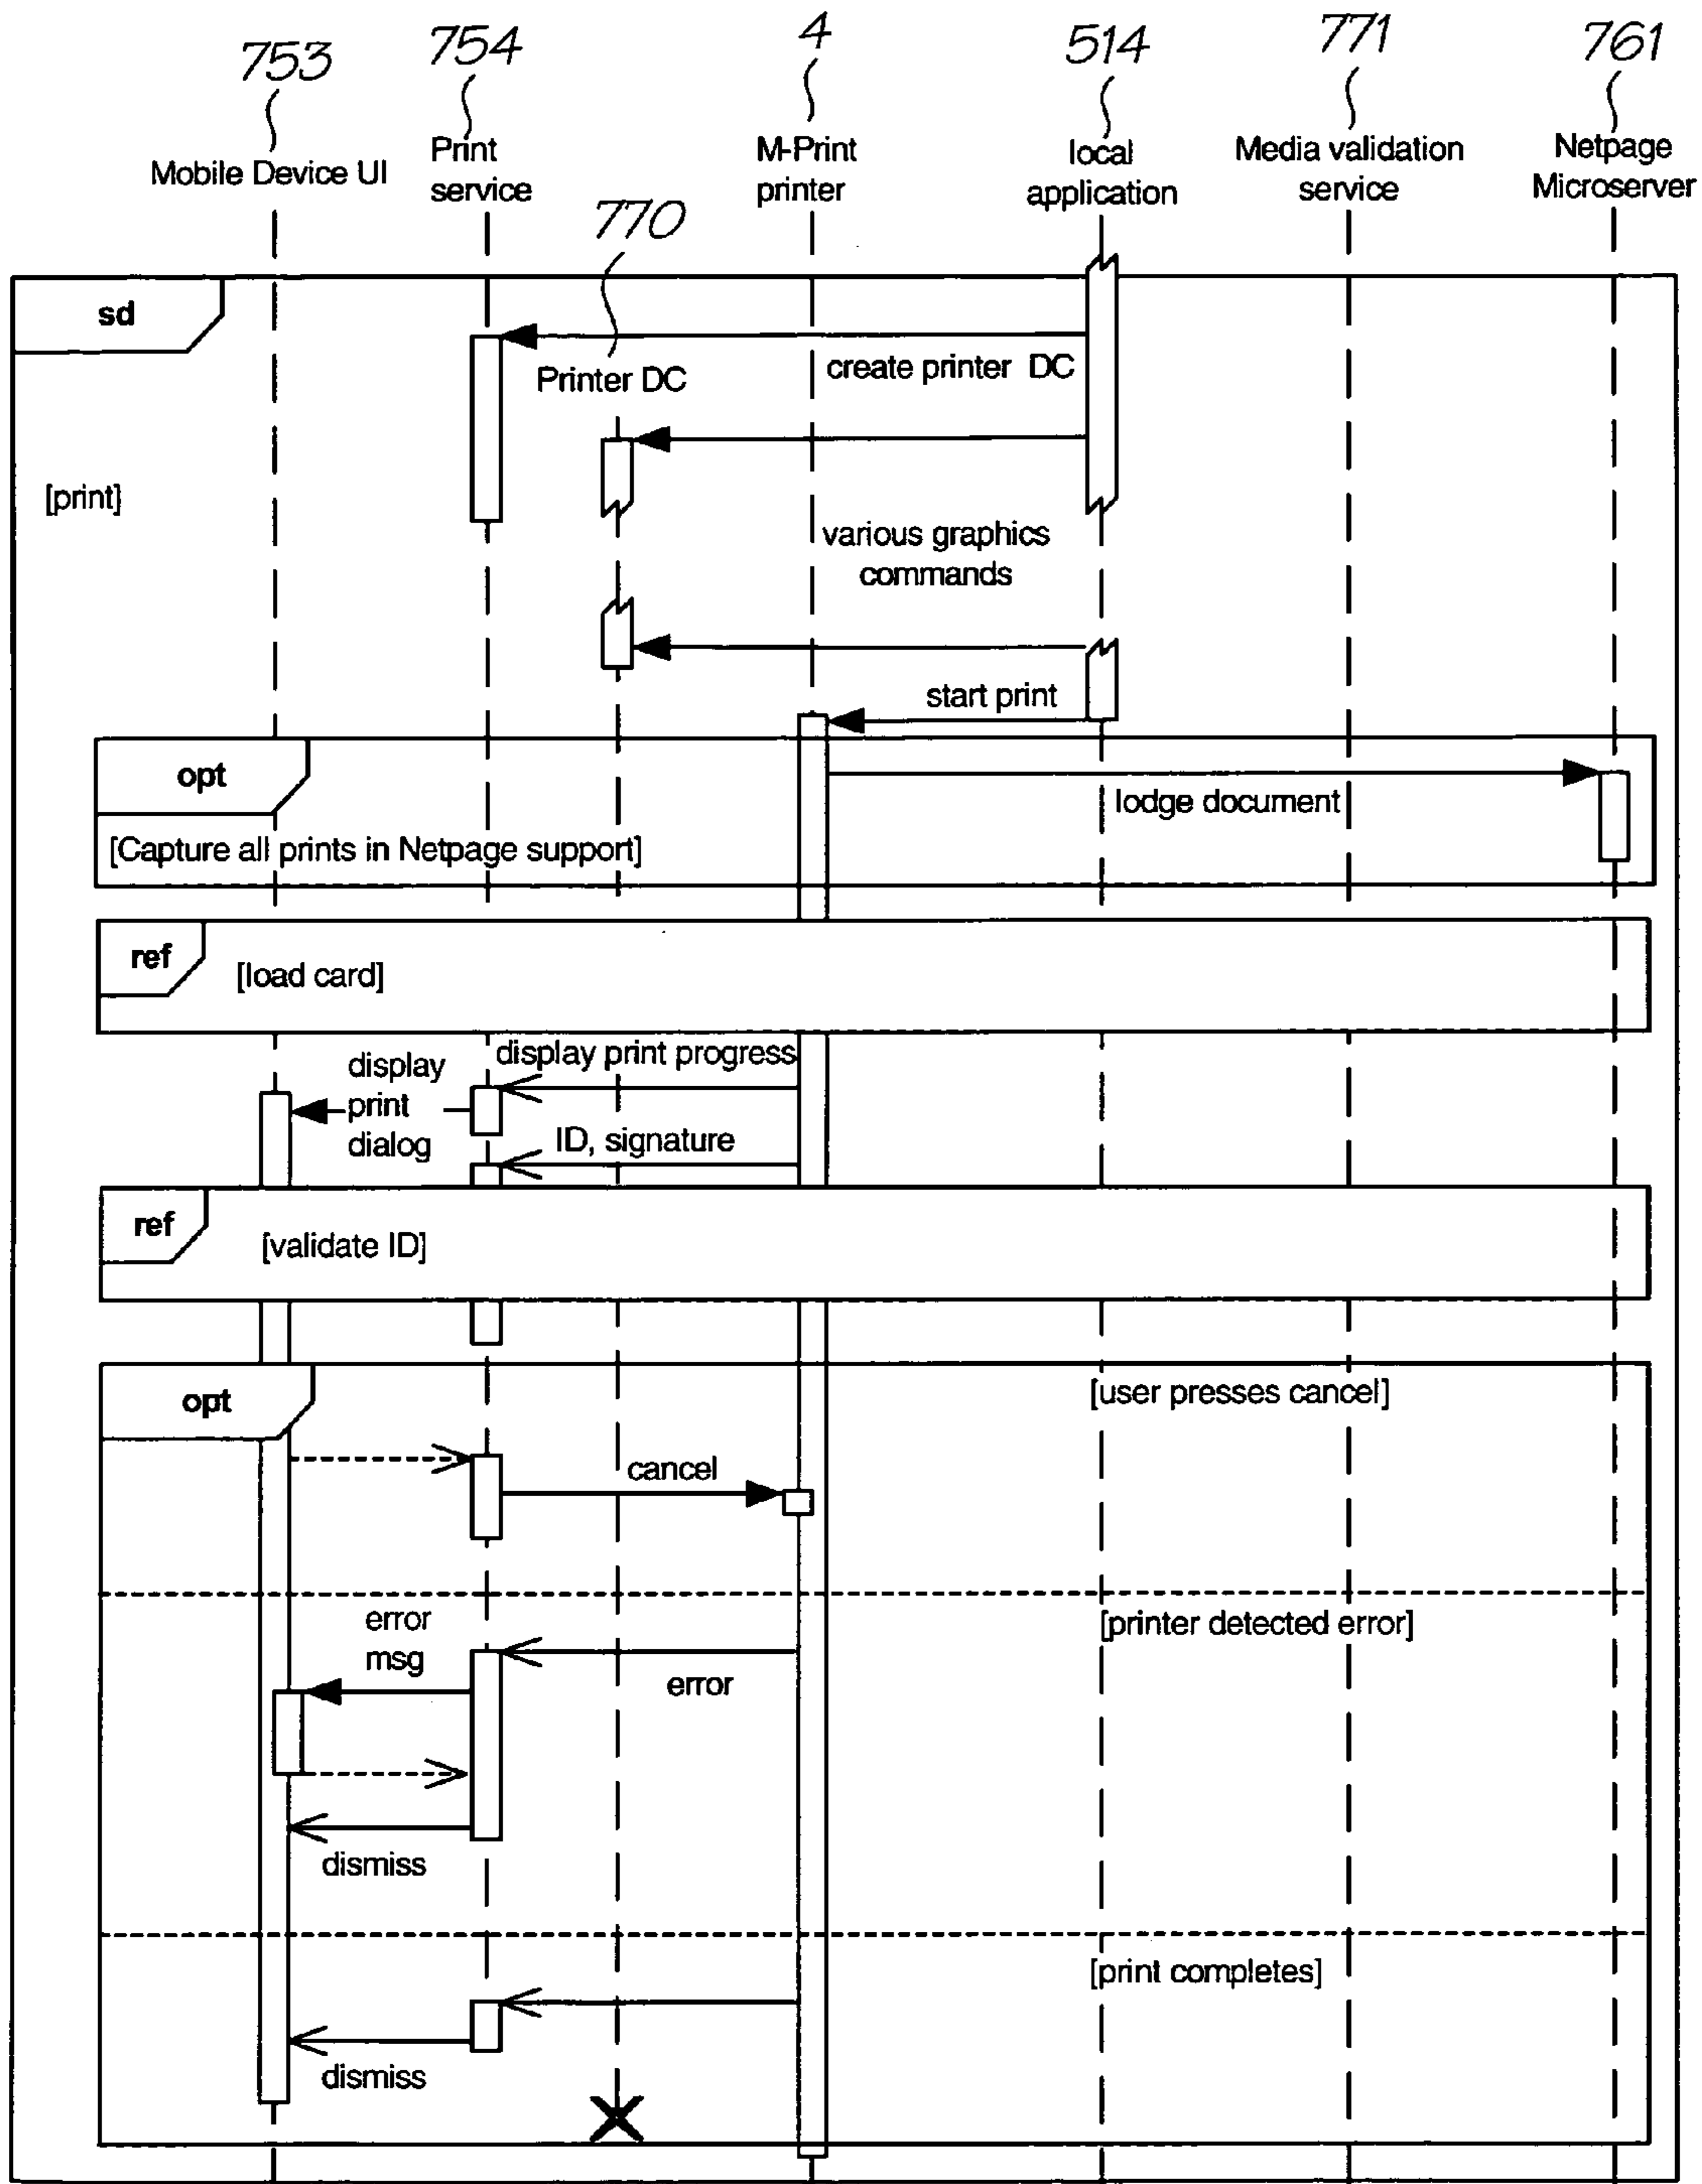 753
754
4
514
771
761
Mobile Device UI
Print
service
M-Print
printer
local
application
Media validation
service
Netpage
Microserver
770
sd
Printer DC
create printer DC
[print]
various graphics
commands
start print
opt
lodge document
[Capture all prints in Netpage support]
ref
[load card]
display print progress
display
print
dialog
ID, signature
ref
[validate ID]
opt
[user presses cancel]
cancel
error
msg
[printer detected error]
error
dismiss
[print completes]
dismiss